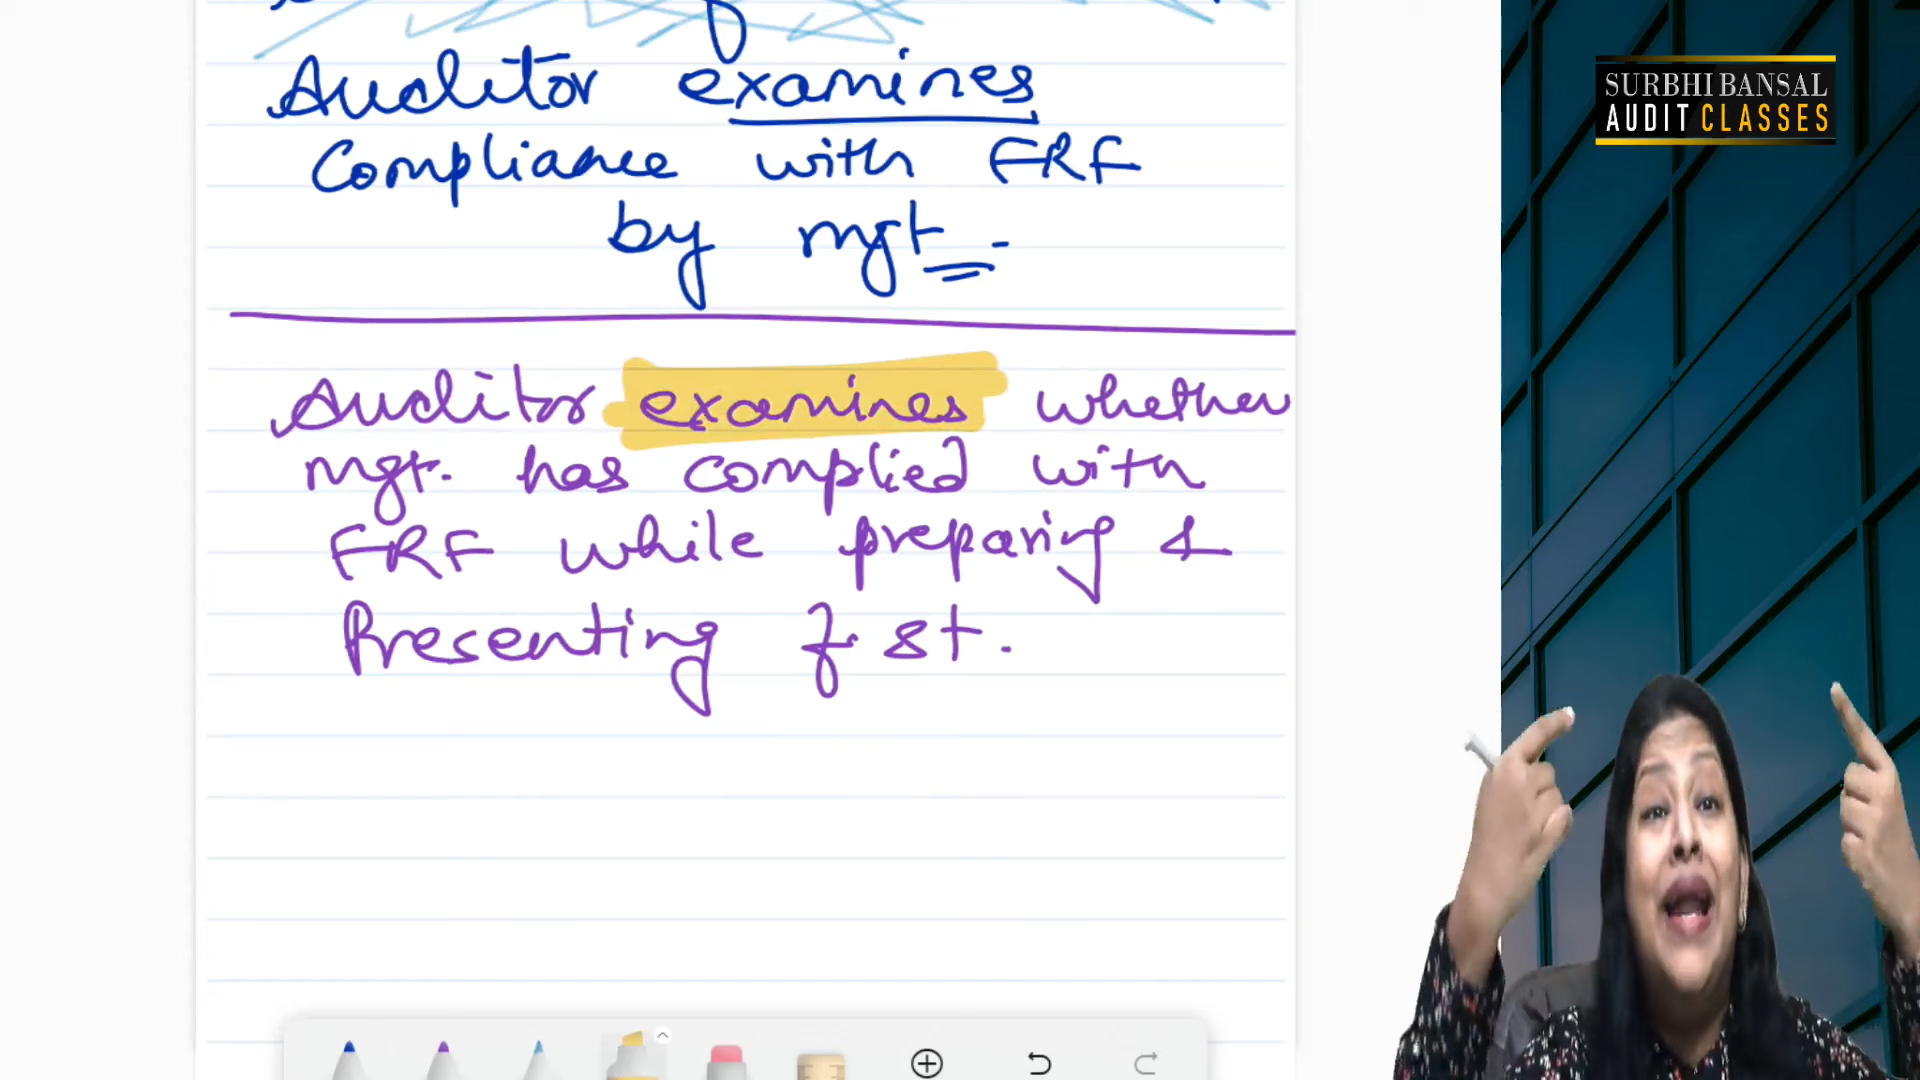 Auditor examines
Compliance with FRF
by mgt.
Auditor examines whether
mgt. has complied with
FRF while preparing &
Presenting f. st.
SURBHI BANSAL
AUDIT CLASSES